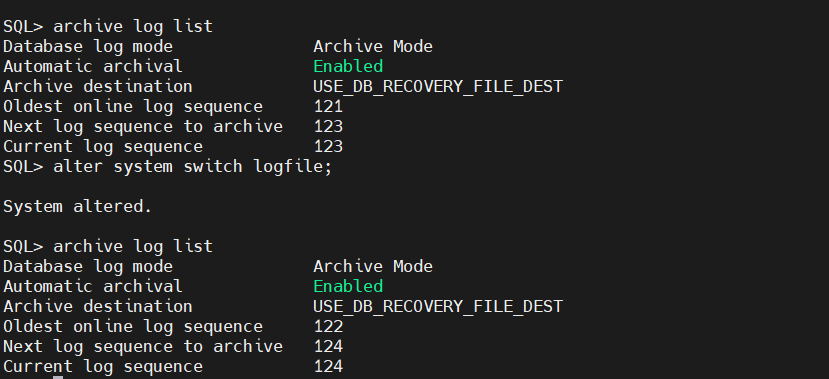 SQL> archive log list
Database log mode              Archive Mode
Automatic archival             Enabled
Archive destination            USE_DB_RECOVERY_FILE_DEST
Oldest online log sequence     121
Next log sequence to archive   123
Current log sequence           123
SQL> alter system switch logfile;

System altered.

SQL> archive log list
Database log mode              Archive Mode
Automatic archival             Enabled
Archive destination            USE_DB_RECOVERY_FILE_DEST
Oldest online log sequence     122
Next log sequence to archive   124
Current log sequence           124